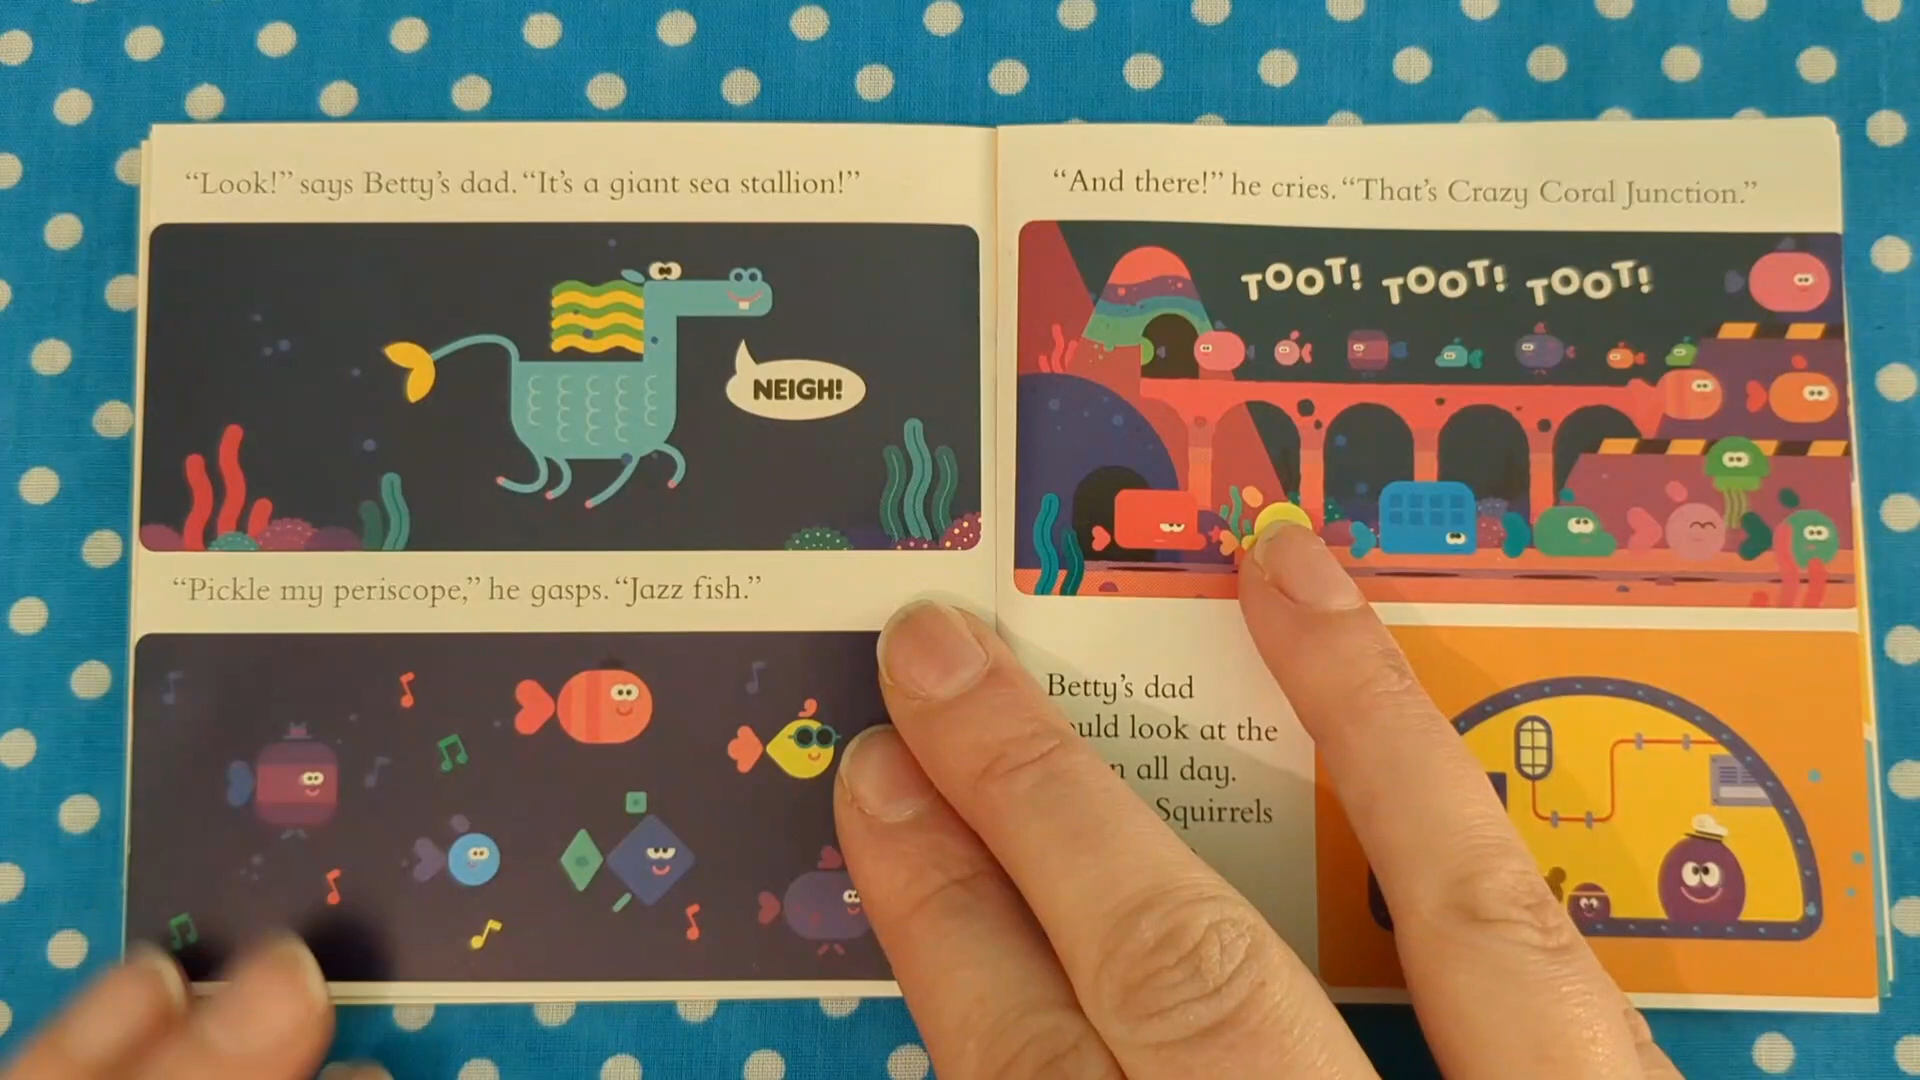 “Look!” says Betty’s dad. “It’s a giant sea stallion!”
NEIGH!
“Pickle my periscope,” he gasps. “Jazz fish.”
“And there!” he cries. “That’s Crazy Coral Junction.”
TOOT! TOOT! TOOT!
Betty’s dad
look at the
all day.
Squirrels